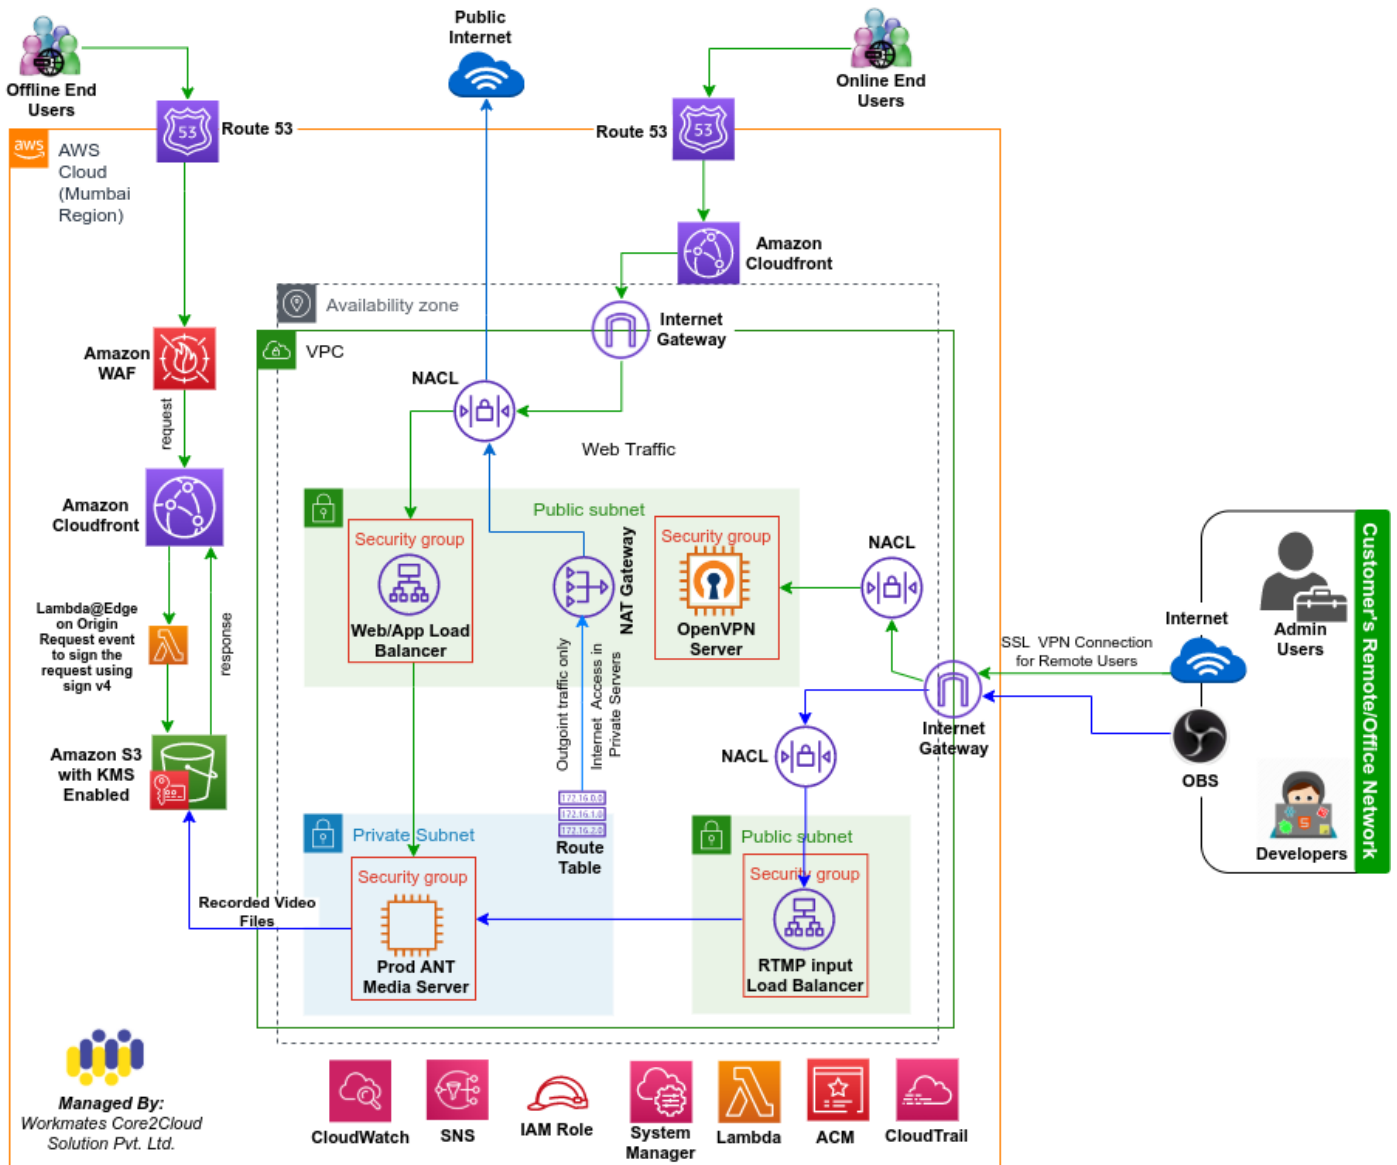 Public
Internet
Offline End
Users
Online End
Users
53
Route 53
Route 53
53
aws
AWS
Cloud
(Mumbai
Region)
Amazon
Cloudfront
Availability zone
Internet
Gateway
VPC
Amazon
WAF
NACL
request
Web Traffic
Amazon
Cloudfront
Public subnet
Security group
Web/App Load
Balancer
NAT Gateway
Security group
OpenVPN
Server
NACL
Customer's Remote/Office Network
Admin
Users
Internet
SSL VPN Connection
for Remote Users
Lambda@Edge
on Origin
Request event
to sign the
request using
sign v4
response
Outgoint traffic only
Internet Access in
Private Servers
Internet
Gateway
NACL
OBS
Amazon S3
with KMS
Enabled
172.16.0.0
172.16.1.0
172.16.2.0
Route
Table
Private Subnet
Public subnet
Developers
Security group
Prod ANT
Media Server
Security group
RTMP input
Load Balancer
Recorded Video
Files
Managed By:
Workmates Core2Cloud
Solution Pvt. Ltd.
CloudWatch
SNS
IAM Role
System
Manager
Lambda
ACM
CloudTrail